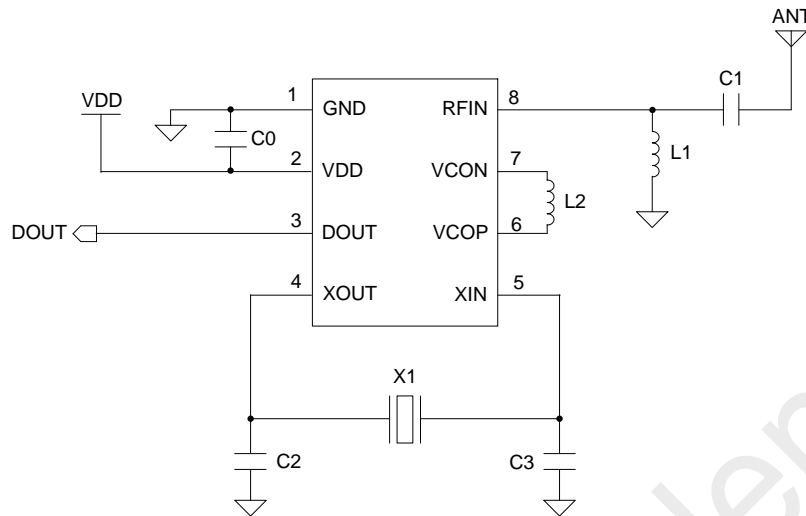 ANT
C1
VDD
1
GND
RFIN
8
C0
L1
2
VDD
VCON
7
L2
DOUT
3
DOUT
VCOP
6
4
XOUT
XIN
5
X1
C2
C3